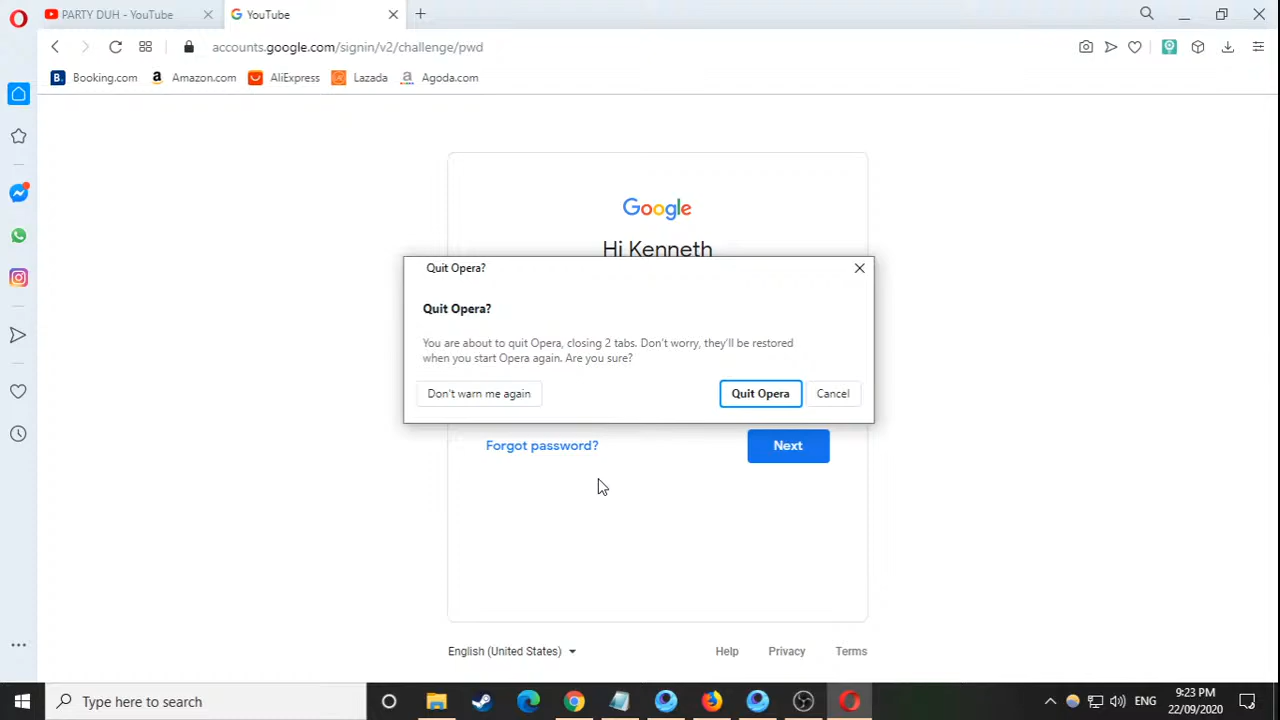 PARTY DUH - YouTube
YouTube
accounts.google.com/signin/v2/challenge/pwd
B. Booking.com
a Amazon.com
AliExpress
Lazada
a Agoda.com
Google
Hi Kenneth
Quit Opera?
Quit Opera?
You are about to quit Opera, closing 2 tabs. Don't worry, they'll be restored
when you start Opera again. Are you sure?
Don't warn me again
Quit Opera
Cancel
Forgot password?
Next
English (United States)
Help
Privacy
Terms
Type here to search
ENG
9:23 PM
22/09/2020